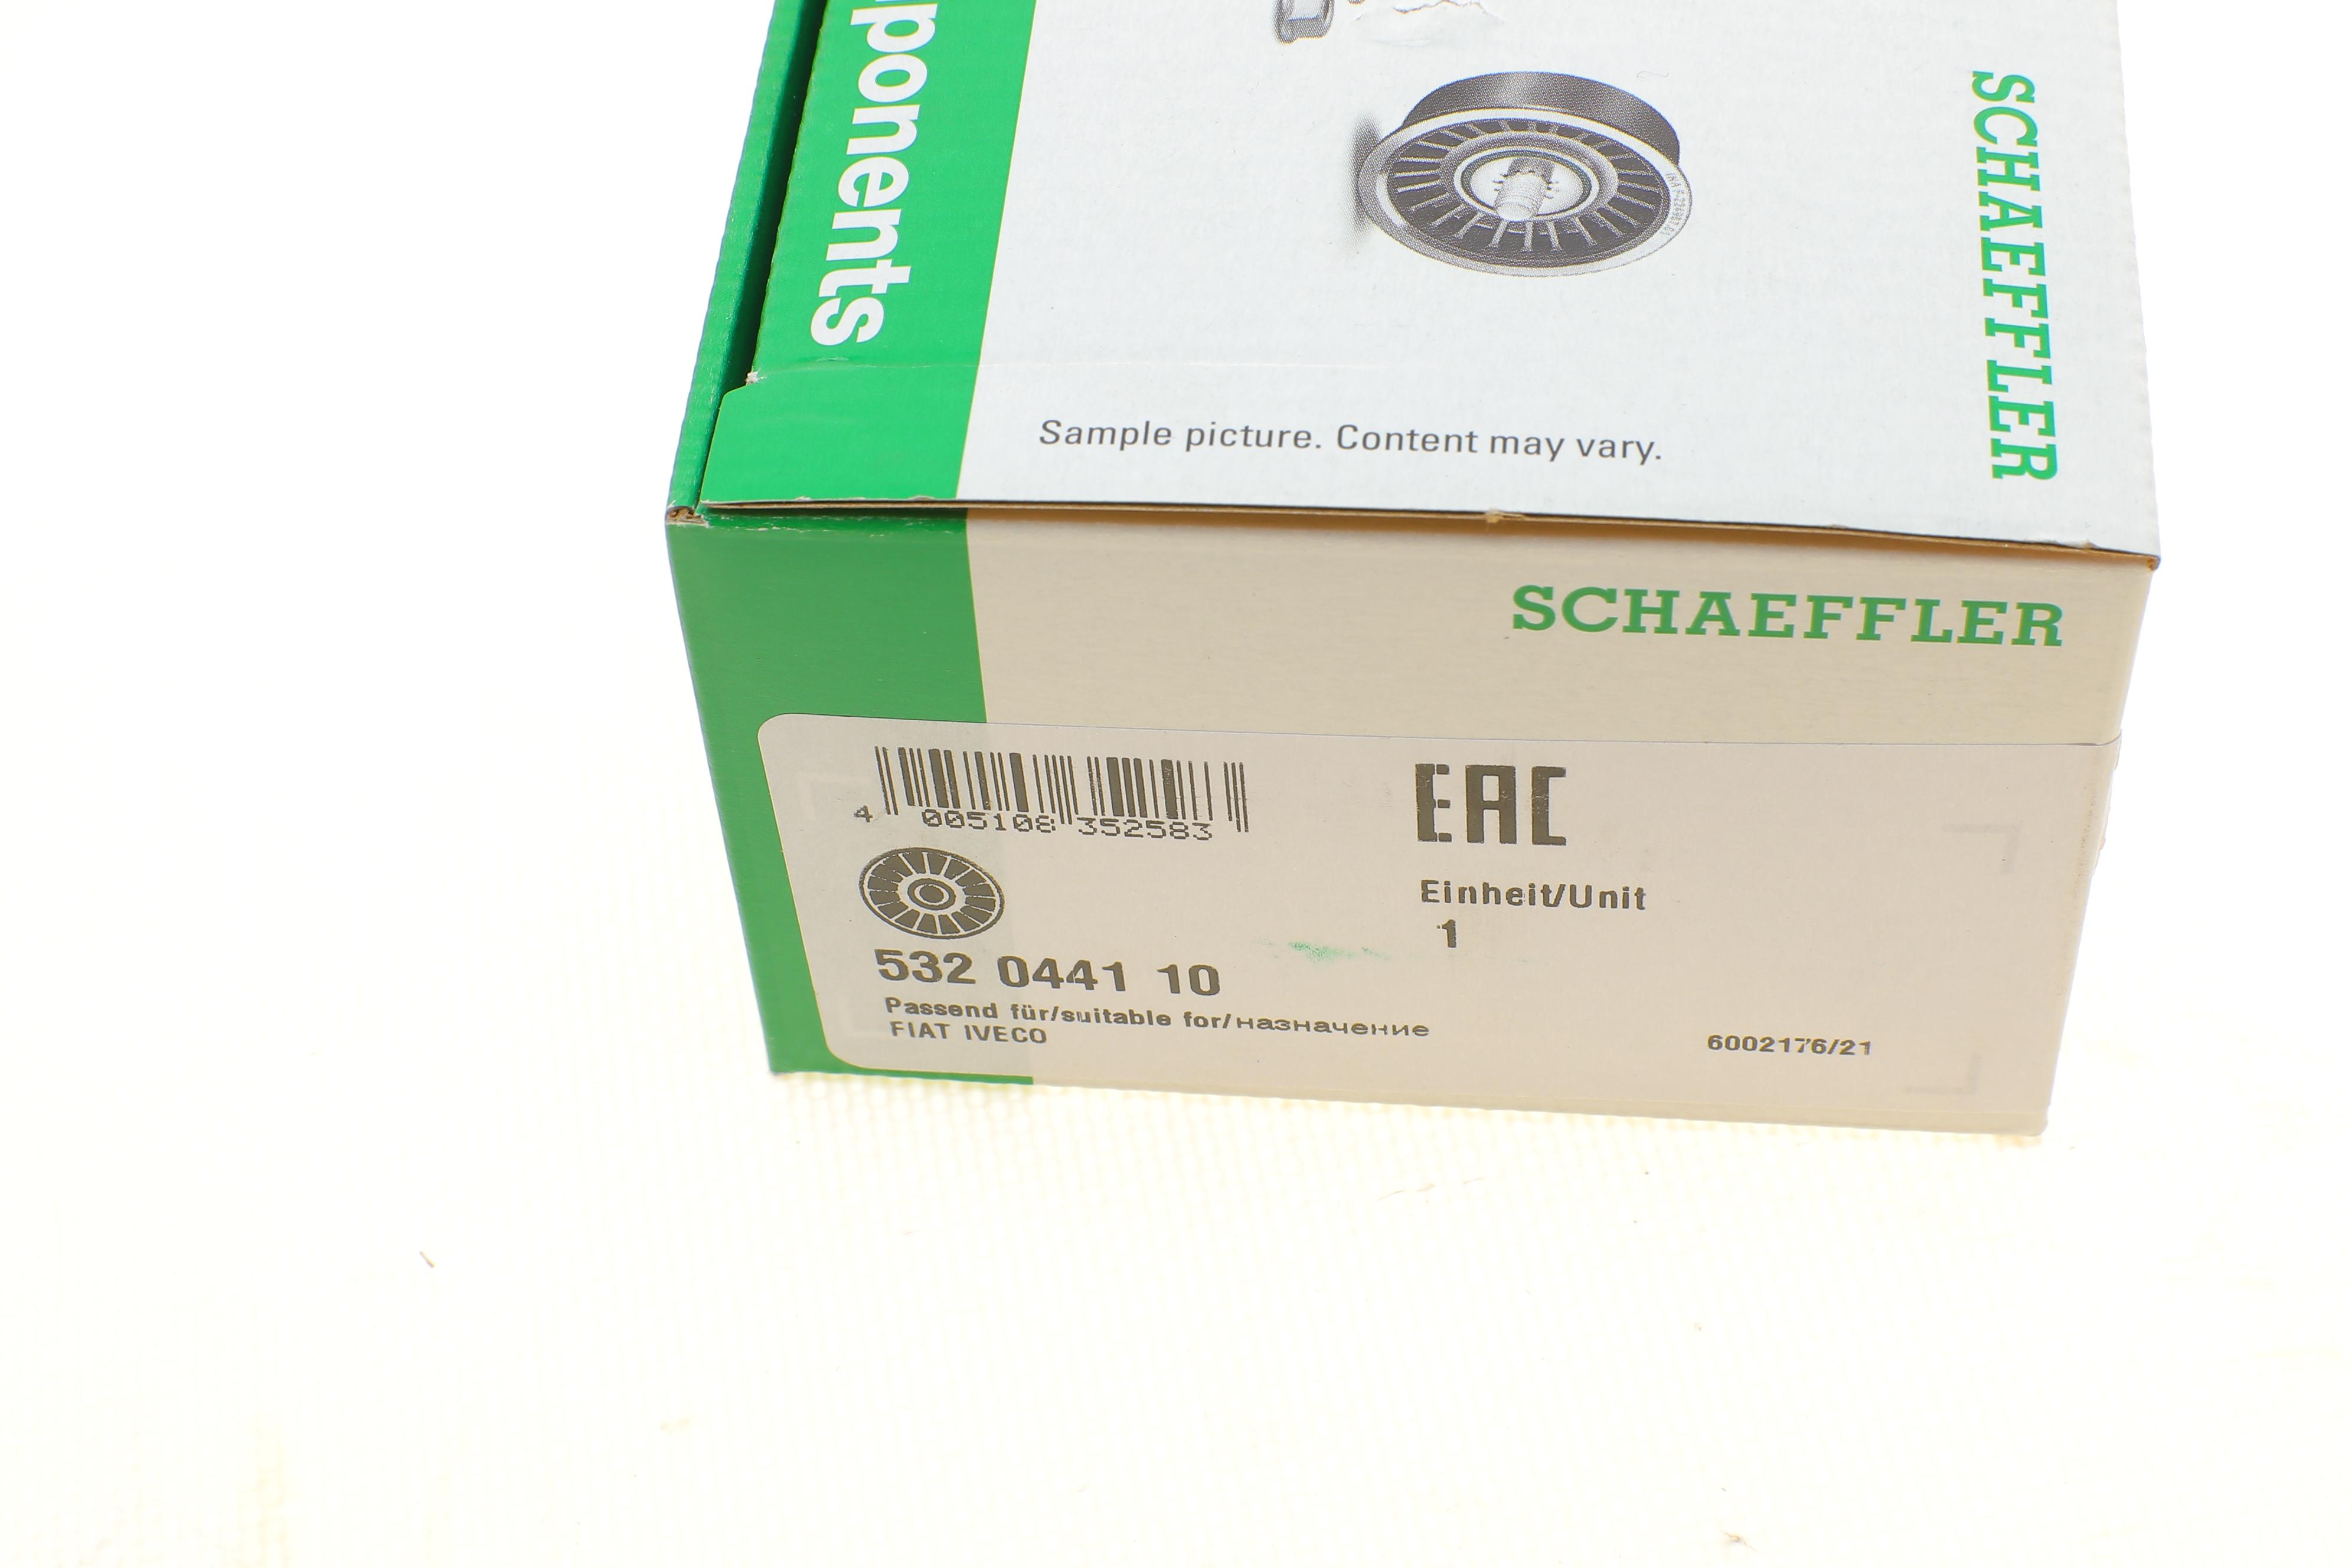 ponents
SCHAEFFLER
Sample picture. Content may vary.
SCHAEFFLER
4 005108 352583
EAC
Einheit/Unit
1
532 0441 10
Passend für/suitable for/назначение
FIAT IVECO
6002176/21